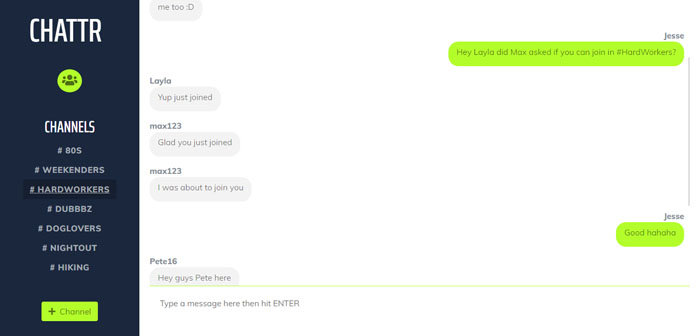 CHATTR
CHANNELS
# 80S
# WEEKENDERS
# HARDWORKERS
# DUBBBZ
# DOGLOVERS
# NIGHTOUT
# HIKING
+ Channel
me too :D
Jesse
Hey Layla did Max asked if you can join in #HardWorkers?
Layla
Yup just joined
max123
Glad you just joined
max123
I was about to join you
Jesse
Good hahaha
Pete16
Hey guys Pete here
Type a message here then hit ENTER